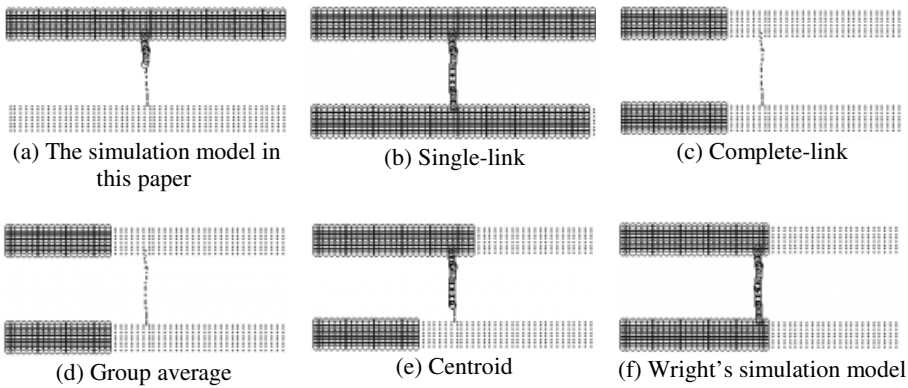 (a) The simulation model in
this paper
(b) Single-link
(c) Complete-link
(d) Group average
(e) Centroid
(f) Wright's simulation model